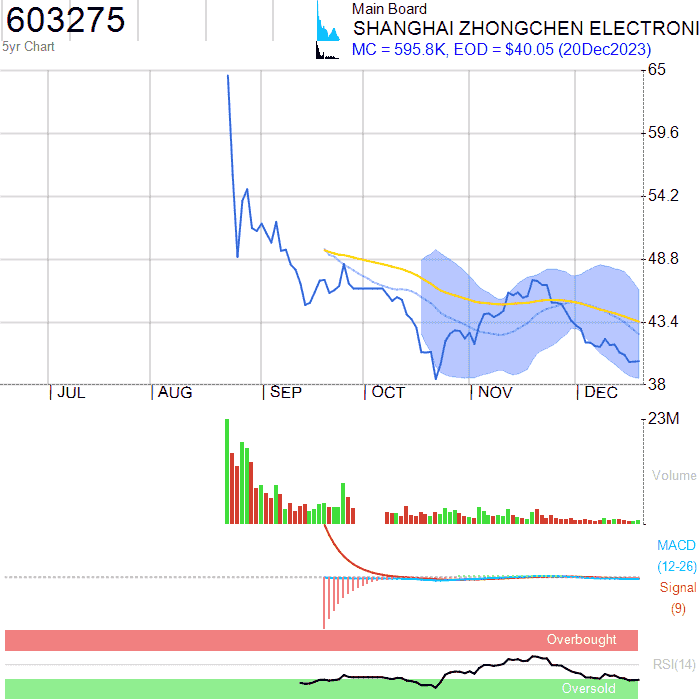 603275
5yr Chart
Main Board
SHANGHAI ZHONGCHEN ELECTRONI
MC = 595.8K, EOD = $40.05 (20Dec2023)
65
59.6
54.2
48.8
43.4
38
JUL AUG SEP OCT NOV DEC
23M
Volume
MACD
(12-26)
Signal
(9)
Overbought
RSI(14)
Oversold